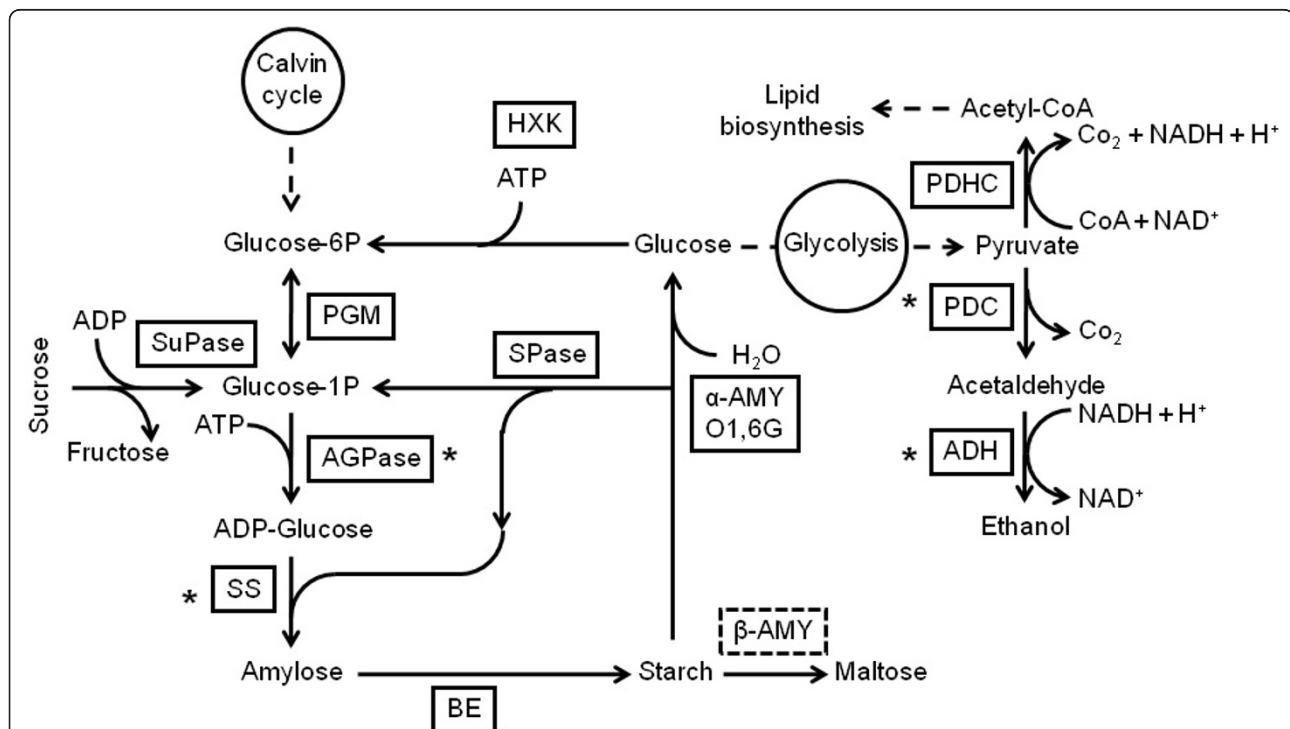 Calvin
cycle
HXK
ATP
Lipid
biosynthesis
Acetyl-CoA
Co₂ + NADH + H⁺
PDHC
CoA + NAD⁺
Glucose–6P
Glucose
Glycolysis
Pyruvate
* PDC
Co₂
ADP
SuPase
PGM
SPase
H₂O
Sucrose
Glucose–1P
α-AMY
O1,6G
Acetaldehyde
NADH + H⁺
Fructose
ATP
AGPase *
* ADH
NAD⁺
Ethanol
ADP-Glucose
* SS
β-AMY
Amylose
Starch
Maltose
BE